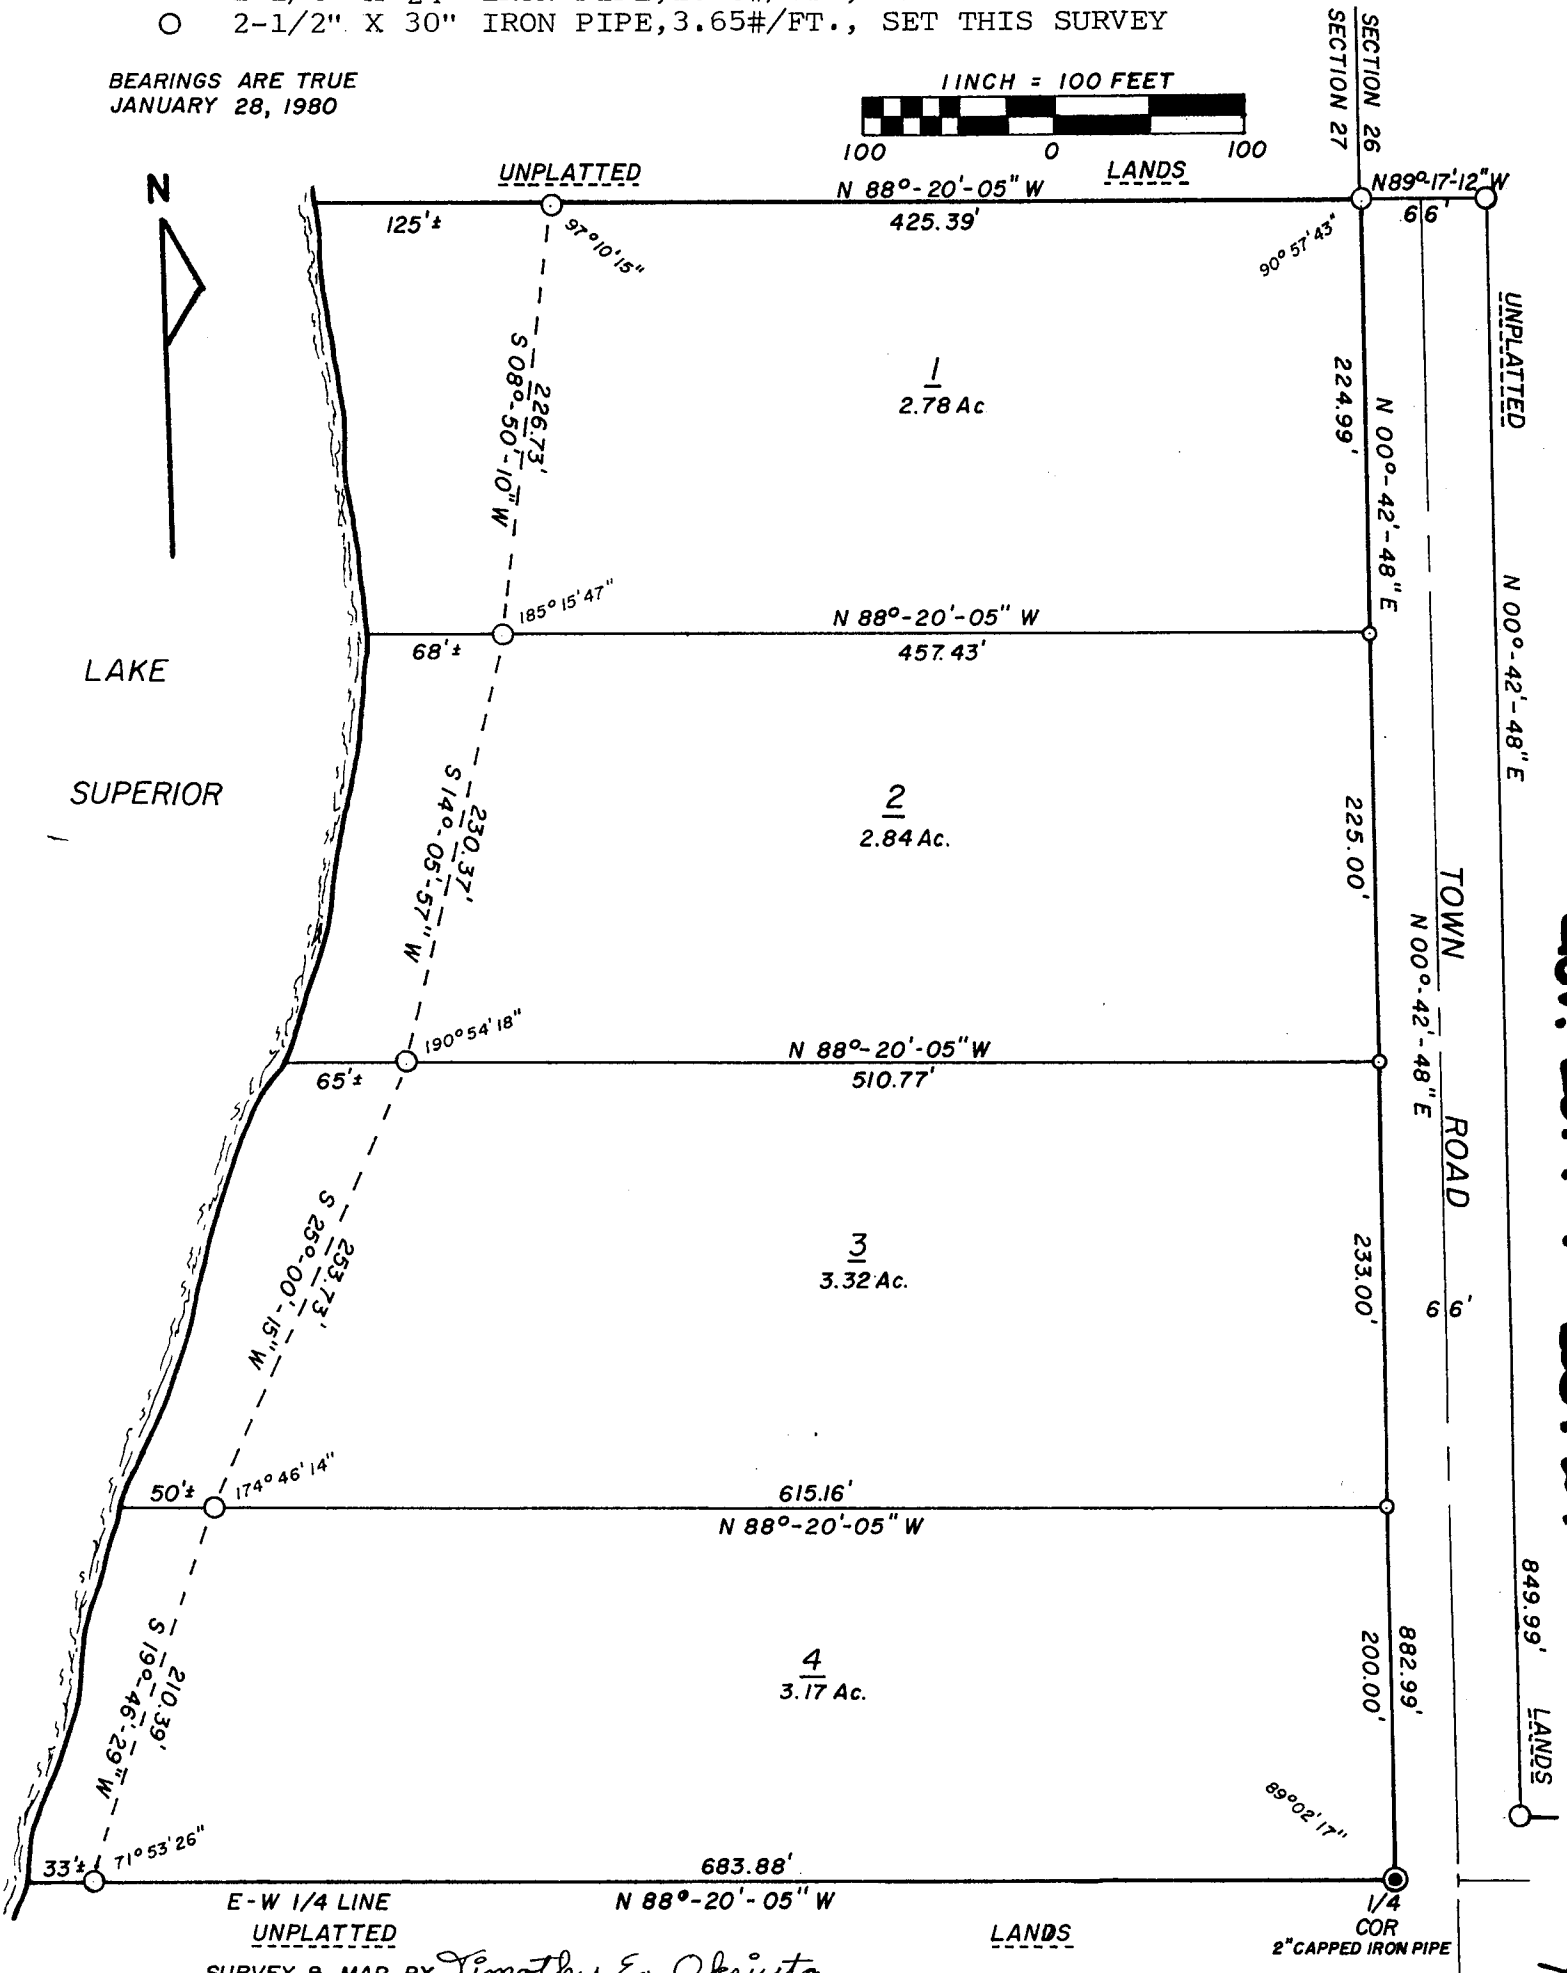 2-1/2" X 30" IRON PIPE,3.65#/FT., SET THIS SURVEY
BEARINGS ARE TRUE
JANUARY 28, 1980
1 INCH = 100 FEET
100 0 100
SECTION 26
SECTION 27
N
UNPLATTED
LANDS
N 88°-20'-05" W
425.39'
125'±
N89°-17'-12"W
66'
97°10'15"
90°57'43"
226.73'
S 08°-50'-10" W
1
2.78 Ac
224.99'
N 00°-42'-48" E
UNPLATTED
N 00°-42'-48" E
185°15'47"
68'±
N 88°-20'-05" W
457.43'
LAKE
SUPERIOR
230.37'
S 14°-05'-57" W
2
2.84 Ac.
225.00'
TOWN
N 00°-42'-48" E
ROAD
66'
190°54'18"
65'±
N 88°-20'-05" W
510.77'
253.73'
S 25°-00'-15" W
3
3.32 Ac.
233.00'
174°46'14"
50'±
615.16'
N 88°-20'-05" W
849.99'
210.39'
S 19°-46'-29" W
4
3.17 Ac.
882.99'
200.00'
LANDS
89°02'17"
71°53'26"
33'±
683.88'
E-W 1/4 LINE
N 88°-20'-05" W
UNPLATTED
LANDS
1/4
COR
2"CAPPED IRON PIPE
SURVEY & MAP BY Timothy E.